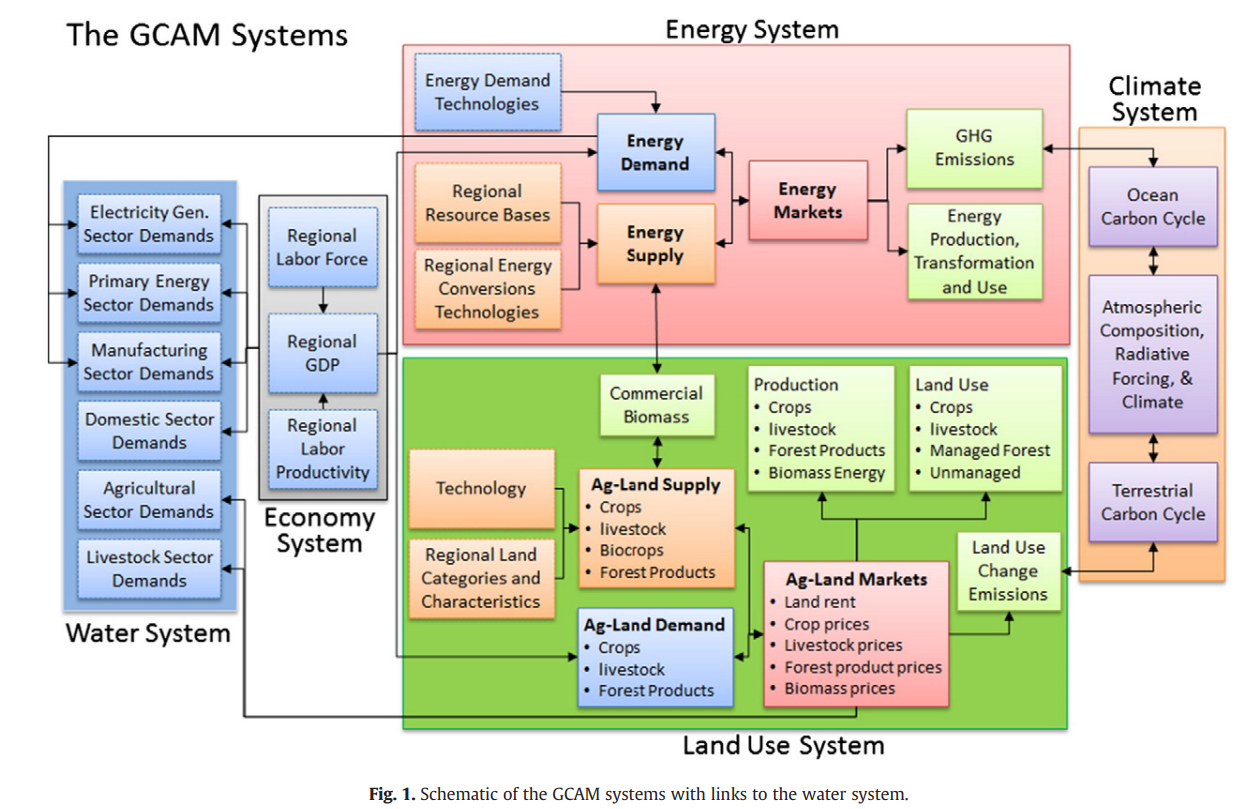 The GCAM Systems
Energy System
Climate
System
Energy Demand
Technologies
Energy
Demand
Regional
Resource Bases
Energy
Supply
Regional Energy
Conversions
Technologies
Energy
Markets
GHG
Emissions
Energy
Production,
Transformation
and Use
Ocean
Carbon Cycle
Atmospheric
Composition,
Radiative
Forcing, &
Climate
Terrestrial
Carbon Cycle
Electricity Gen.
Sector Demands
Primary Energy
Sector Demands
Manufacturing
Sector Demands
Domestic Sector
Demands
Agricultural
Sector Demands
Livestock Sector
Demands
Water System
Regional
Labor Force
Regional
GDP
Regional
Labor
Productivity
Economy
System
Commercial
Biomass
Production
• Crops
• livestock
• Forest Products
• Biomass Energy
Land Use
• Crops
• livestock
• Managed Forest
• Unmanaged
Technology
Regional Land
Categories and
Characteristics
Ag-Land Supply
• Crops
• livestock
• Biocrops
• Forest Products
Ag-Land Demand
• Crops
• livestock
• Forest Products
Ag-Land Markets
• Land rent
• Crop prices
• Livestock prices
• Forest product prices
• Biomass prices
Land Use
Change
Emissions
Land Use System
Fig. 1. Schematic of the GCAM systems with links to the water system.